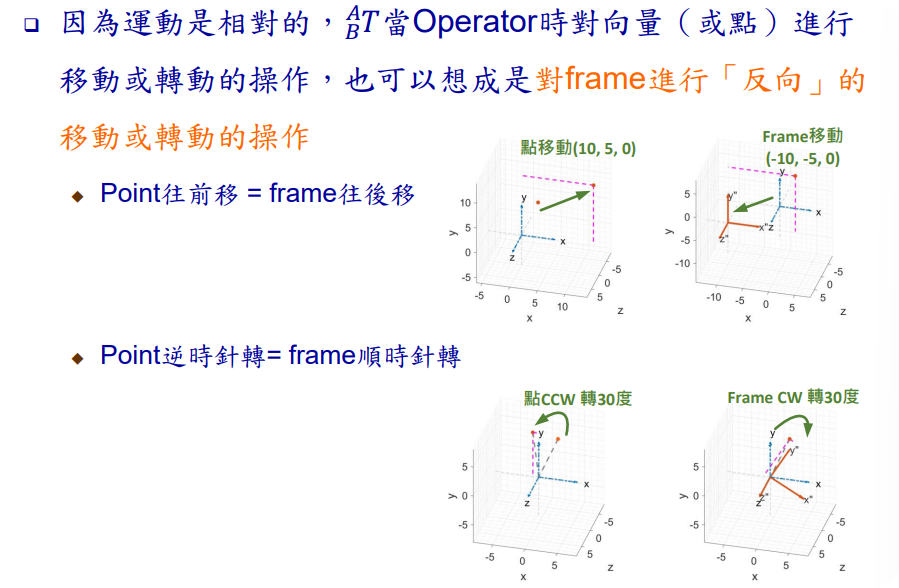 ❑ 因為運動是相對的，$^A_BT$當Operator時對向量（或點）進行
移動或轉動的操作，也可以想成是對frame進行「反向」的
移動或轉動的操作
◆ Point往前移 = frame往後移
點移動(10, 5, 0)
10
5
0
-5
y
y
x
z
-5 0 5 10
x
-5
0
5
z
Frame移動
(-10, -5, 0)
5
0
-5
-10
y
y
y"
x
x"z
z"
-10 -5 0 5
x
-5
0
5
z
◆ Point逆時針轉= frame順時針轉
點CCW 轉30度
5
0
-5
y
y
x
z
-5 0 5
x
-5
0
5
z
Frame CW 轉30度
5
0
-5
y
y
y"
x
x"
z"
z
-5 0 5
x
-5
0
5
z